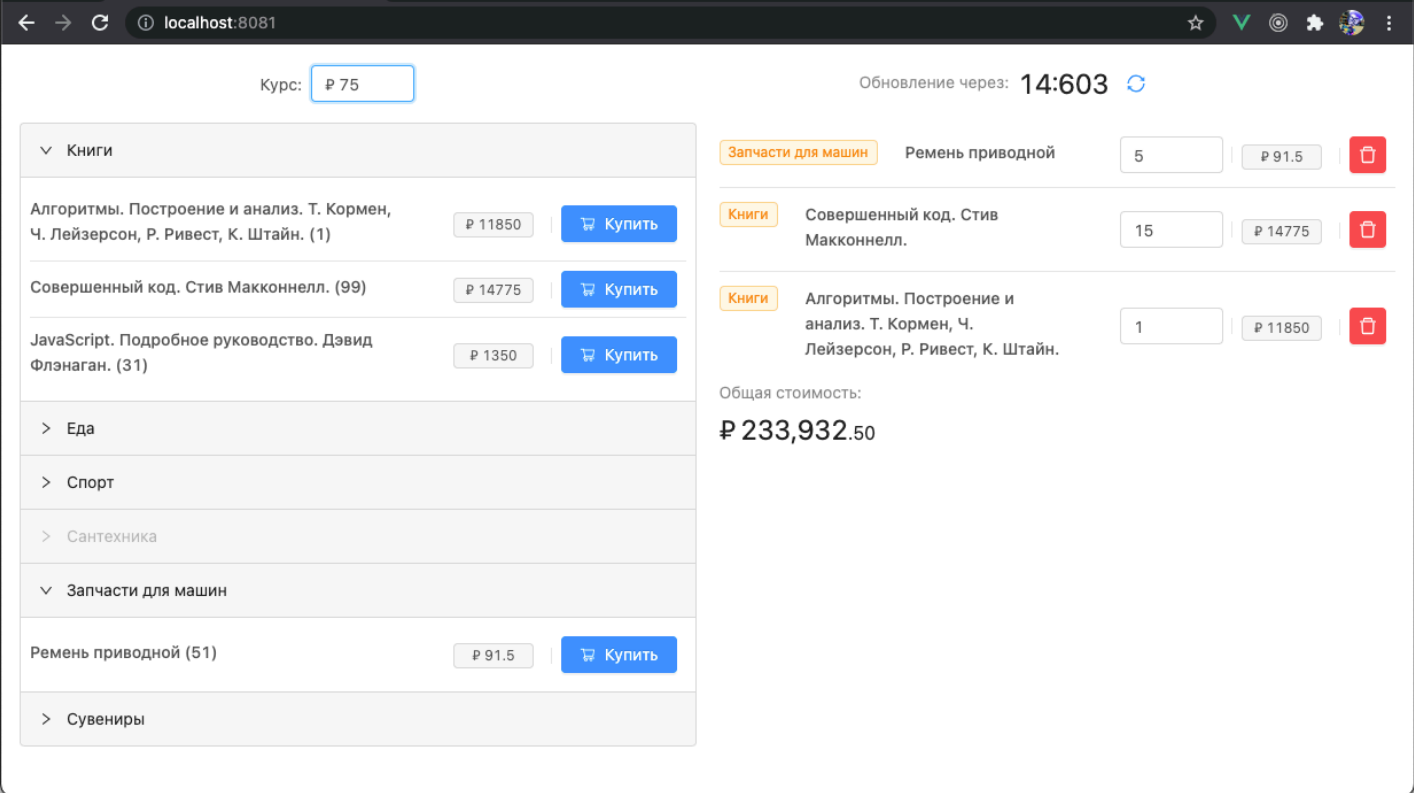 localhost:8081
Курс: ₽ 75
Обновление через: 14:603
Книги
Алгоритмы. Построение и анализ. Т. Кормен,
Ч. Лейзерсон, Р. Ривест, К. Штайн. (1)
₽ 11850
Купить
Совершенный код. Стив Макконнелл. (99)
₽ 14775
Купить
JavaScript. Подробное руководство. Дэвид
Флэнаган. (31)
₽ 1350
Купить
Еда
Спорт
Сантехника
Запчасти для машин
Ремень приводной (51)
₽ 91.5
Купить
Сувениры
Запчасти для машин
Ремень приводной
5
₽ 91.5
Книги
Совершенный код. Стив
Макконнелл.
15
₽ 14775
Книги
Алгоритмы. Построение и
анализ. Т. Кормен, Ч.
Лейзерсон, Р. Ривест, К. Штайн.
1
₽ 11850
Общая стоимость:
₽ 233,932.50